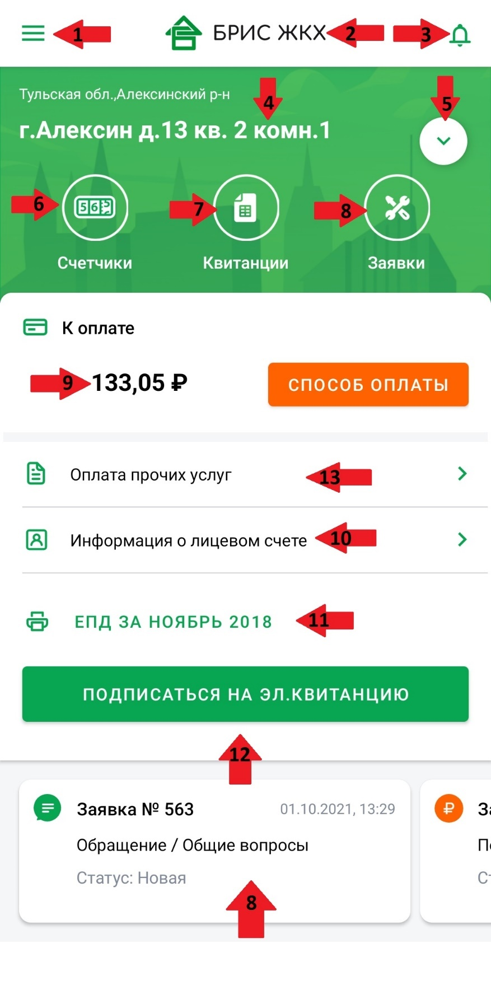 1 БРИС ЖКХ 2 3
Тульская обл.,Алексинский р-н 4 5
г.Алексин д.13 кв. 2 комн.1
6 565 7 8
Счетчики Квитанции Заявки
К оплате
9 133,05 ₽ СПОСОБ ОПЛАТЫ
Оплата прочих услуг 13
Информация о лицевом счете 10
ЕПД ЗА НОЯБРЬ 2018 11
ПОДПИСАТЬСЯ НА ЭЛ.КВИТАНЦИЮ
12
Заявка № 563 01.10.2021, 13:29 ₽ За
Обращение / Общие вопросы По
Статус: Новая Ст
8